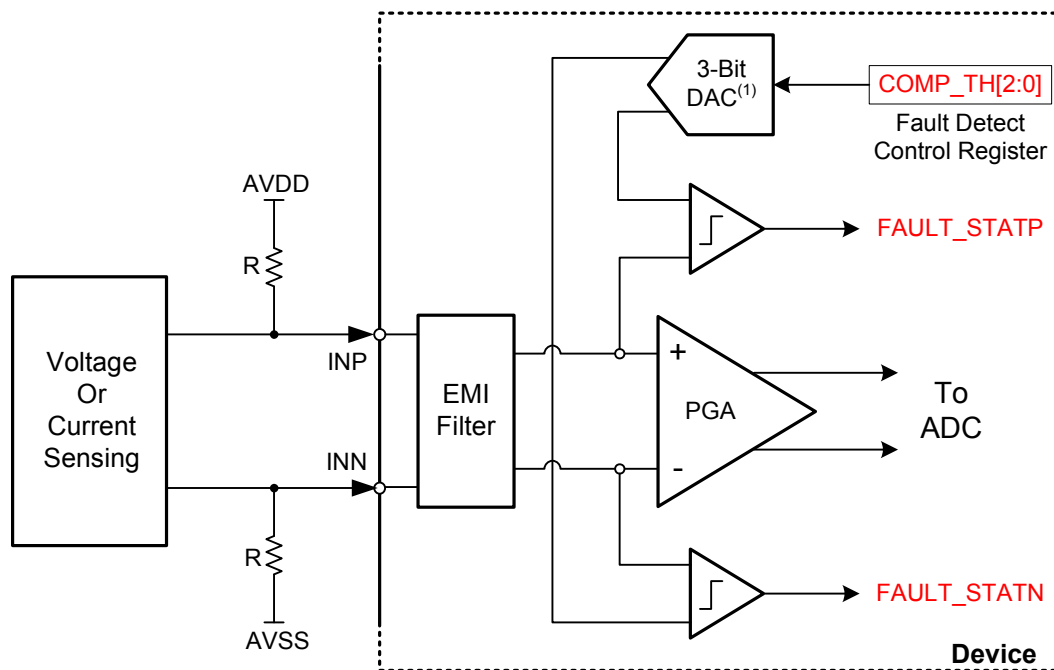 3-Bit
DAC(1)
COMP_TH[2:0]
Fault Detect
Control Register
AVDD
R
FAULT_STATP
Voltage
Or
Current
Sensing
INP
EMI
Filter
+
PGA
-
To
ADC
INN
R
AVSS
FAULT_STATN
Device